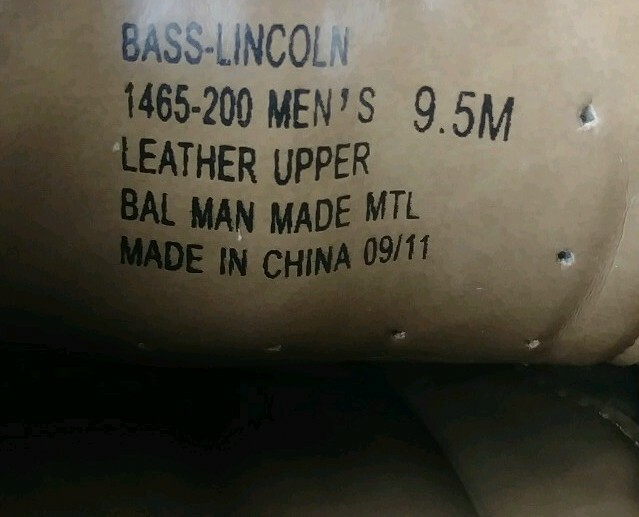 BASS-LINCOLN
1465-200 MEN'S 9.5M
LEATHER UPPER
BAL MAN MADE MTL
MADE IN CHINA 09/11